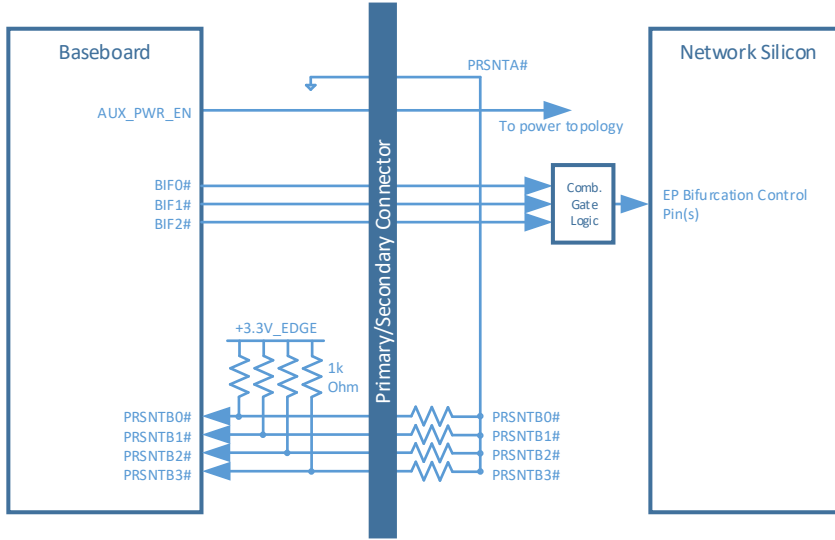 Baseboard
Network Silicon
PRSNTA#
AUX_PWR_EN
To power topology
BIF0#
BIF1#
BIF2#
Comb.
Gate
Logic
EP Bifurcation Control
Pin(s)
Primary/Secondary Connector
+3.3V_EDGE
1k
Ohm
PRSNTB0#
PRSNTB1#
PRSNTB2#
PRSNTB3#
PRSNTB0#
PRSNTB1#
PRSNTB2#
PRSNTB3#